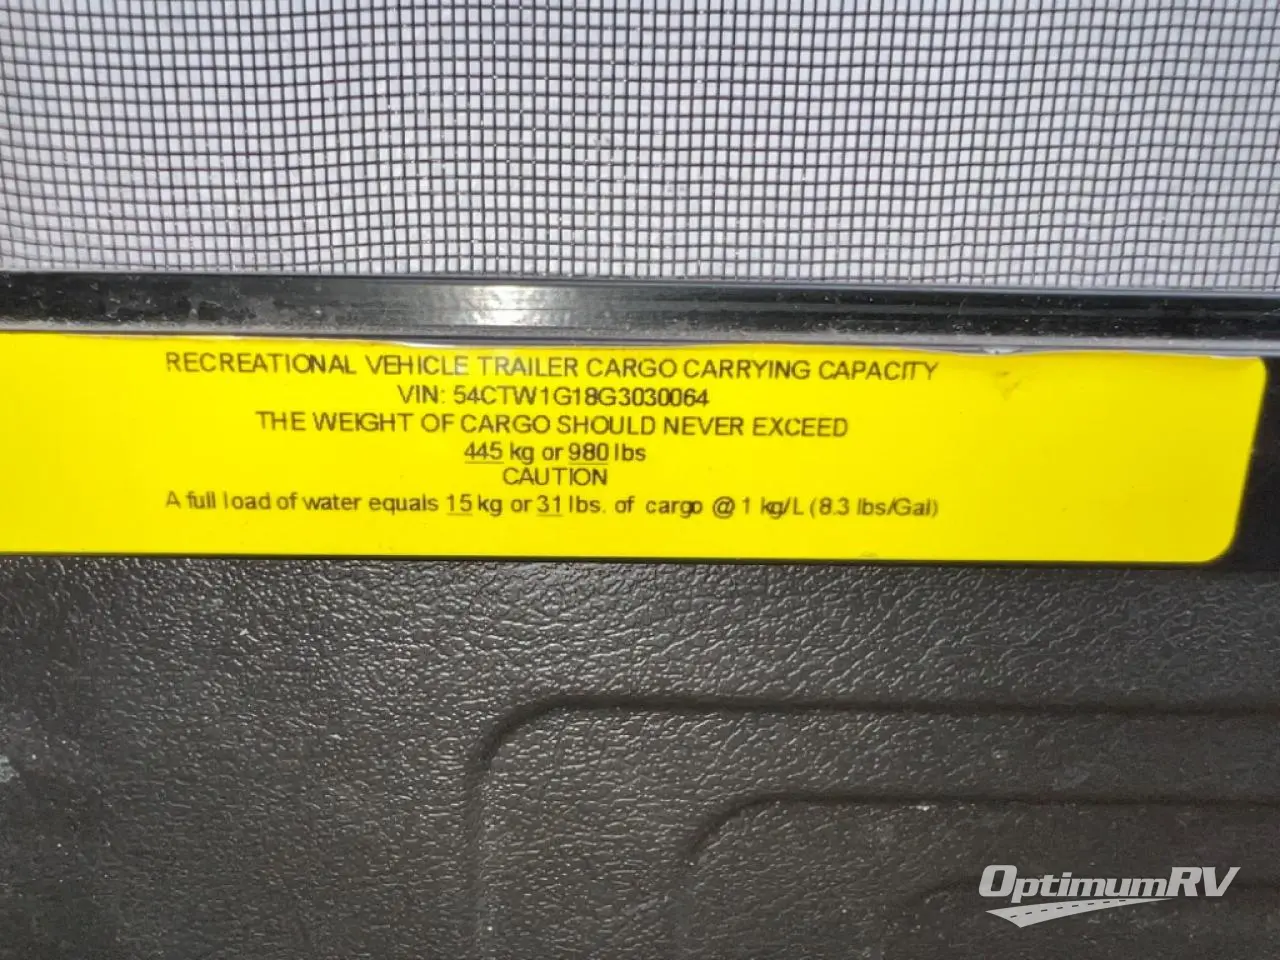 RECREATIONAL VEHICLE TRAILER CARGO CARRYING CAPACITY
VIN: 54CTW1G18G3030064
THE WEIGHT OF CARGO SHOULD NEVER EXCEED
445 kg or 980 lbs
CAUTION
A full load of water equals 15 kg or 31 lbs. of cargo @ 1 kg/L (8.3 lbs/Gal)
OptimumRV